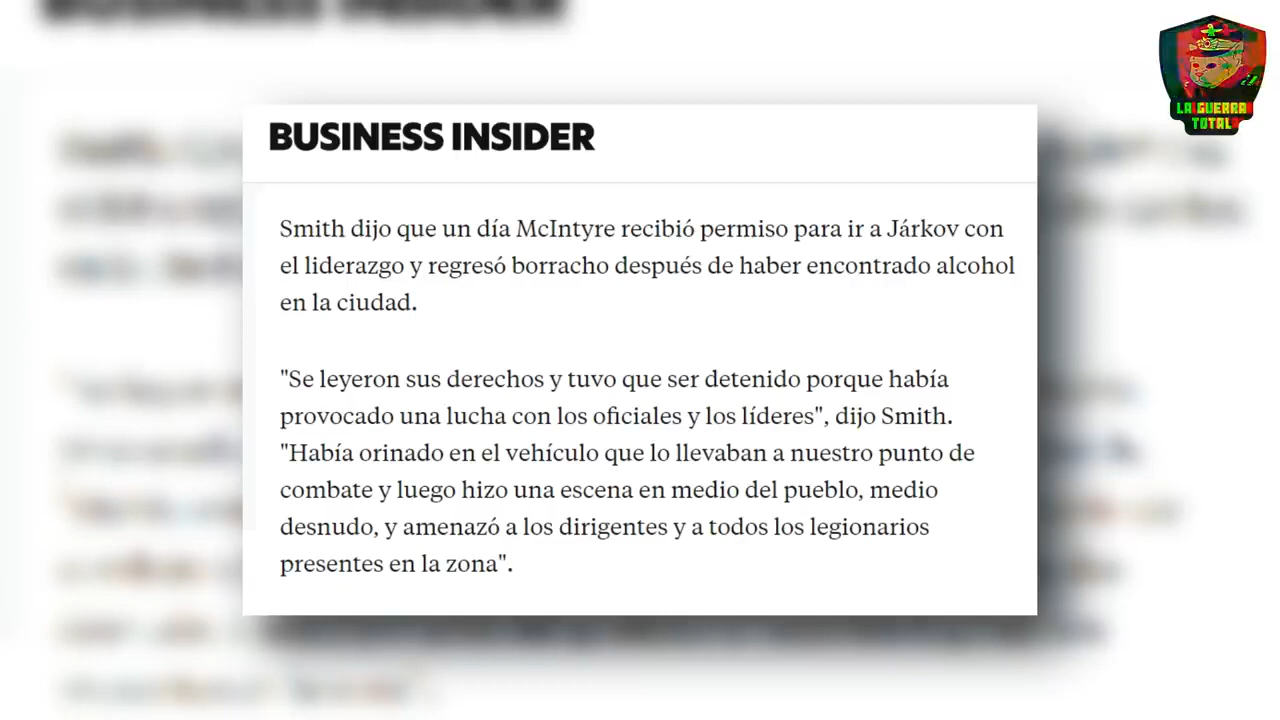 BUSINESS INSIDER
LA GUERRA
TOTAL
BUSINESS INSIDER
Smith dijo que un día McIntyre recibió permiso para ir a Járkov con
el liderazgo y regresó borracho después de haber encontrado alcohol
en la ciudad.
"Se leyeron sus derechos y tuvo que ser detenido porque había
provocado una lucha con los oficiales y los líderes", dijo Smith.
"Había orinado en el vehículo que lo llevaban a nuestro punto de
combate y luego hizo una escena en medio del pueblo, medio
desnudo, y amenazó a los dirigentes y a todos los legionarios
presentes en la zona".